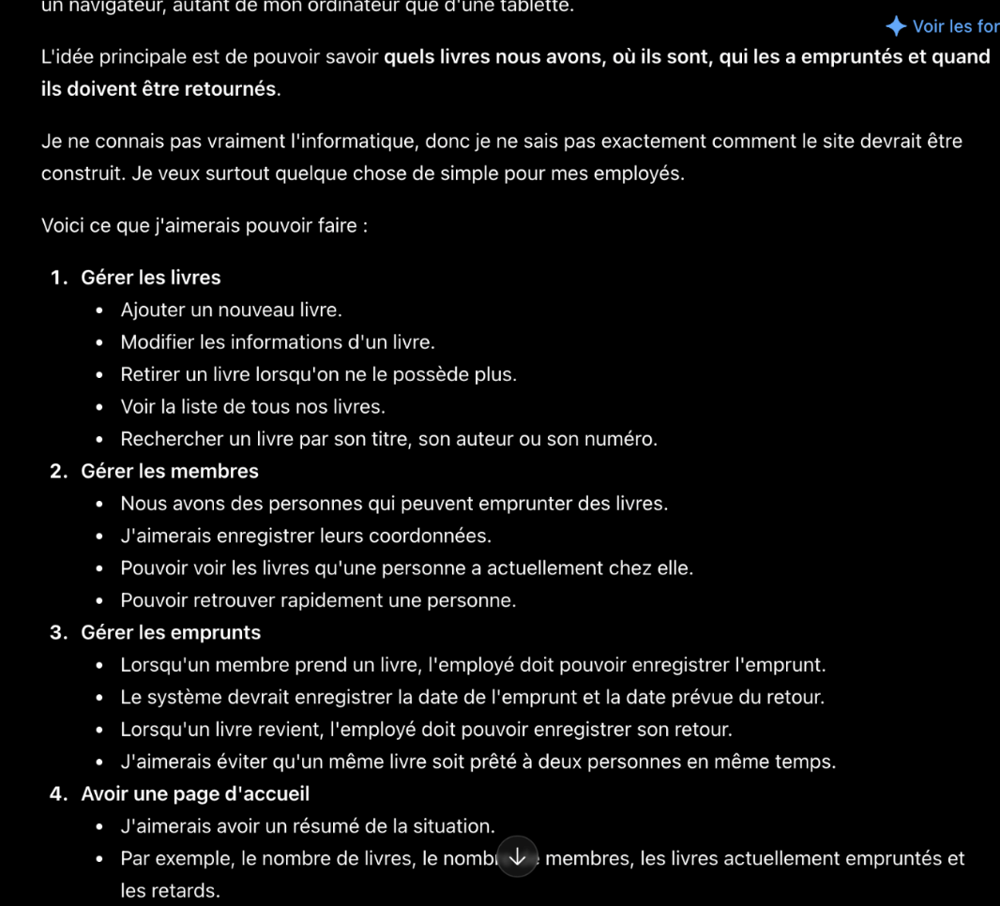 un navigateur, autant de mon ordinateur que d'une tablette.
Voir les for
L'idée principale est de pouvoir savoir quels livres nous avons, où ils sont, qui les a empruntés et quand
ils doivent être retournés.
Je ne connais pas vraiment l'informatique, donc je ne sais pas exactement comment le site devrait être
construit. Je veux surtout quelque chose de simple pour mes employés.
Voici ce que j'aimerais pouvoir faire :
1. Gérer les livres
• Ajouter un nouveau livre.
• Modifier les informations d'un livre.
• Retirer un livre lorsqu'on ne le possède plus.
• Voir la liste de tous nos livres.
• Rechercher un livre par son titre, son auteur ou son numéro.
2. Gérer les membres
• Nous avons des personnes qui peuvent emprunter des livres.
• J'aimerais enregistrer leurs coordonnées.
• Pouvoir voir les livres qu'une personne a actuellement chez elle.
• Pouvoir retrouver rapidement une personne.
3. Gérer les emprunts
• Lorsqu'un membre prend un livre, l'employé doit pouvoir enregistrer l'emprunt.
• Le système devrait enregistrer la date de l'emprunt et la date prévue du retour.
• Lorsqu'un livre revient, l'employé doit pouvoir enregistrer son retour.
• J'aimerais éviter qu'un même livre soit prêté à deux personnes en même temps.
4. Avoir une page d'accueil
• J'aimerais avoir un résumé de la situation.
• Par exemple, le nombre de livres, le nomb membres, les livres actuellement empruntés et
les retards.